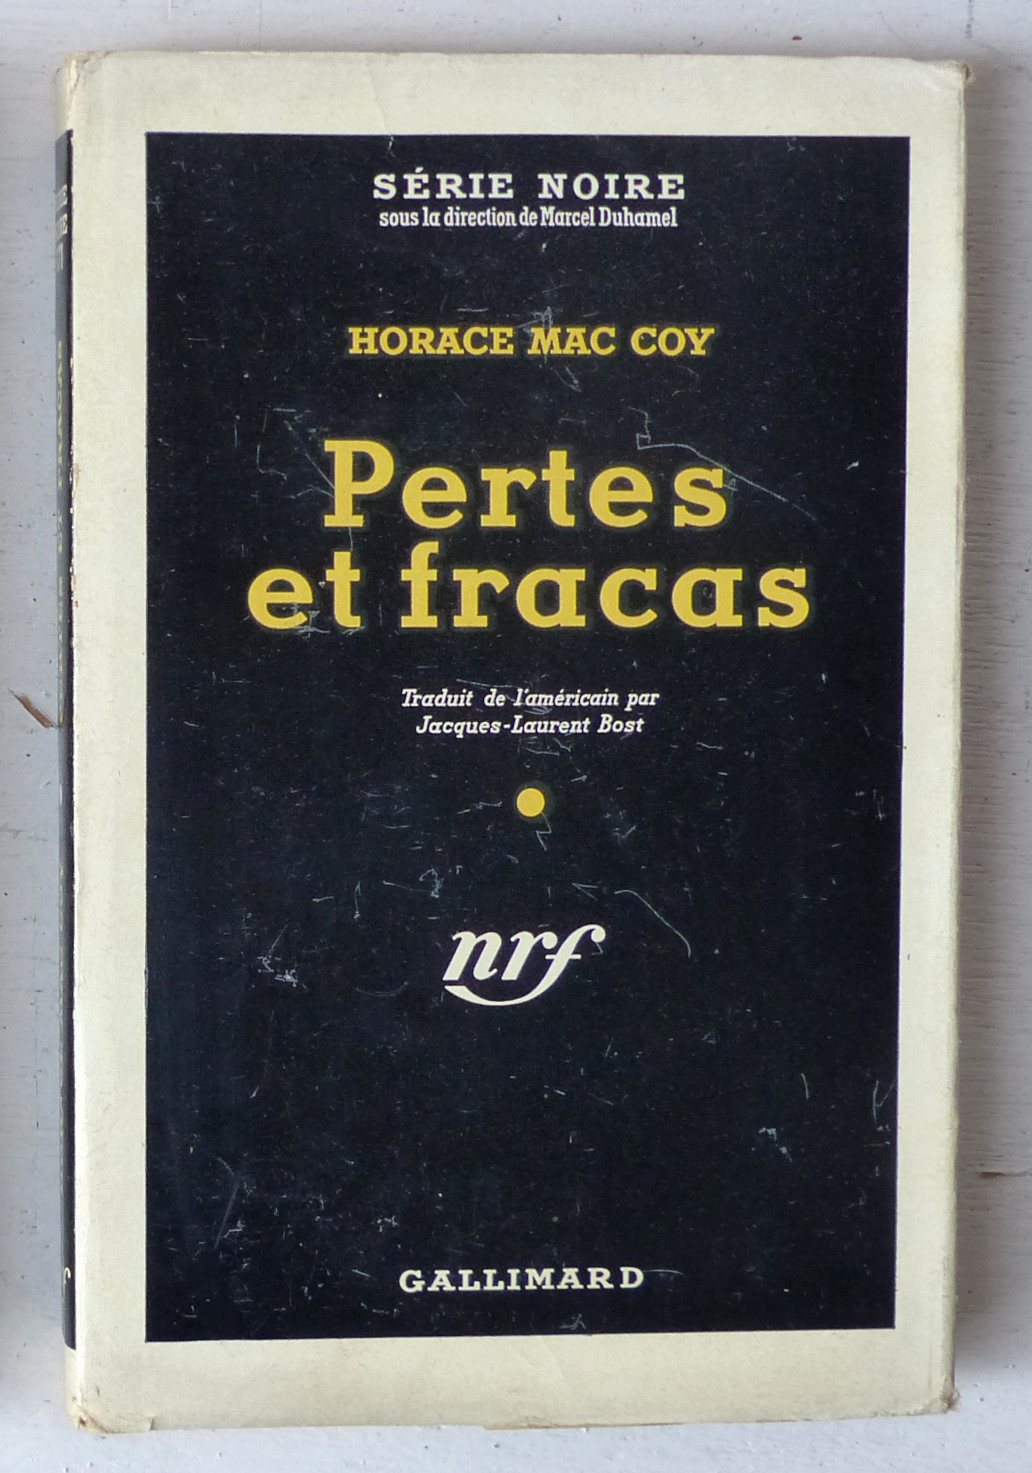 SÉRIE NOIRE
sous la direction de Marcel Duhamel
HORACE MAC COY
Pertes
et fracas
Traduit de l'américain par
Jacques-Laurent Bost
nrf
GALLIMARD